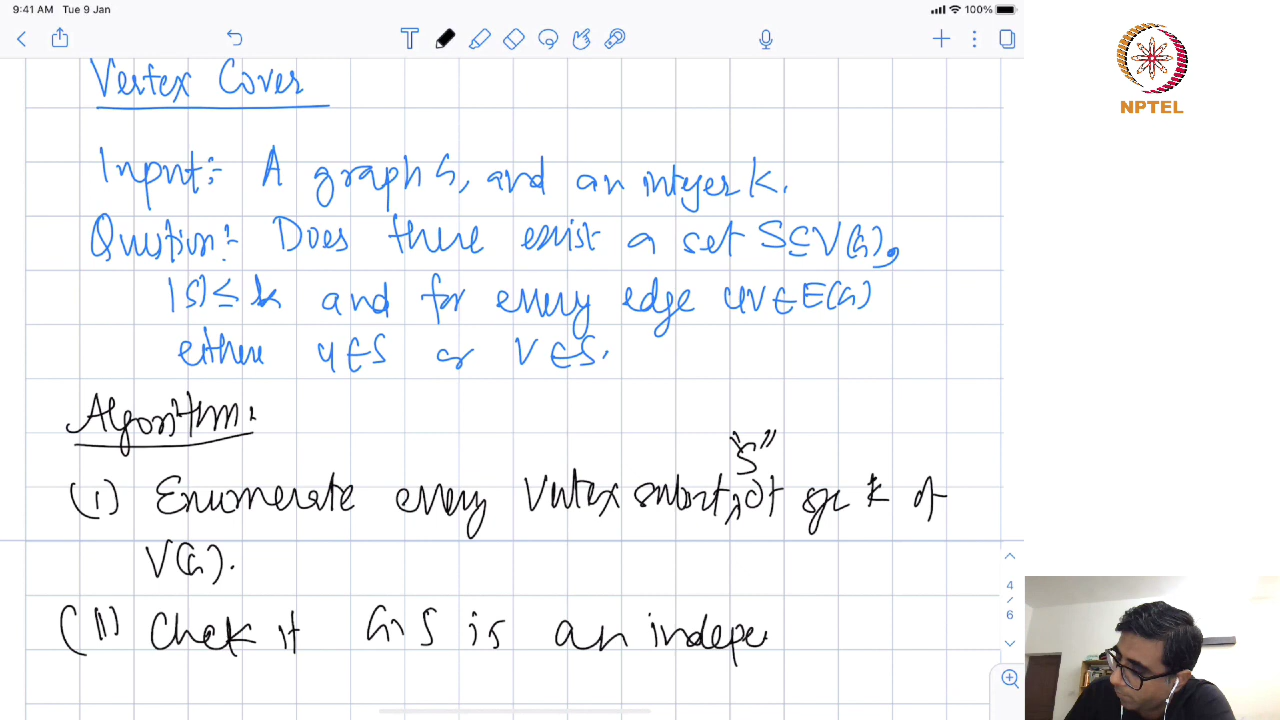 9:41 AM Tue 9 Jan
100%
NPTEL
Vertex Cover
Input:- A graph G, and an integer k.
Question:- Does there exist a set S⊆V(G),
|S|≤k and for every edge uv∈E(G)
either u∈S or v∈S.
Algorithm:
"S"
(I) Enumerate every vertex subset, of size k of
V(G).
(II) Check if G\S is an indepe
4
/
6